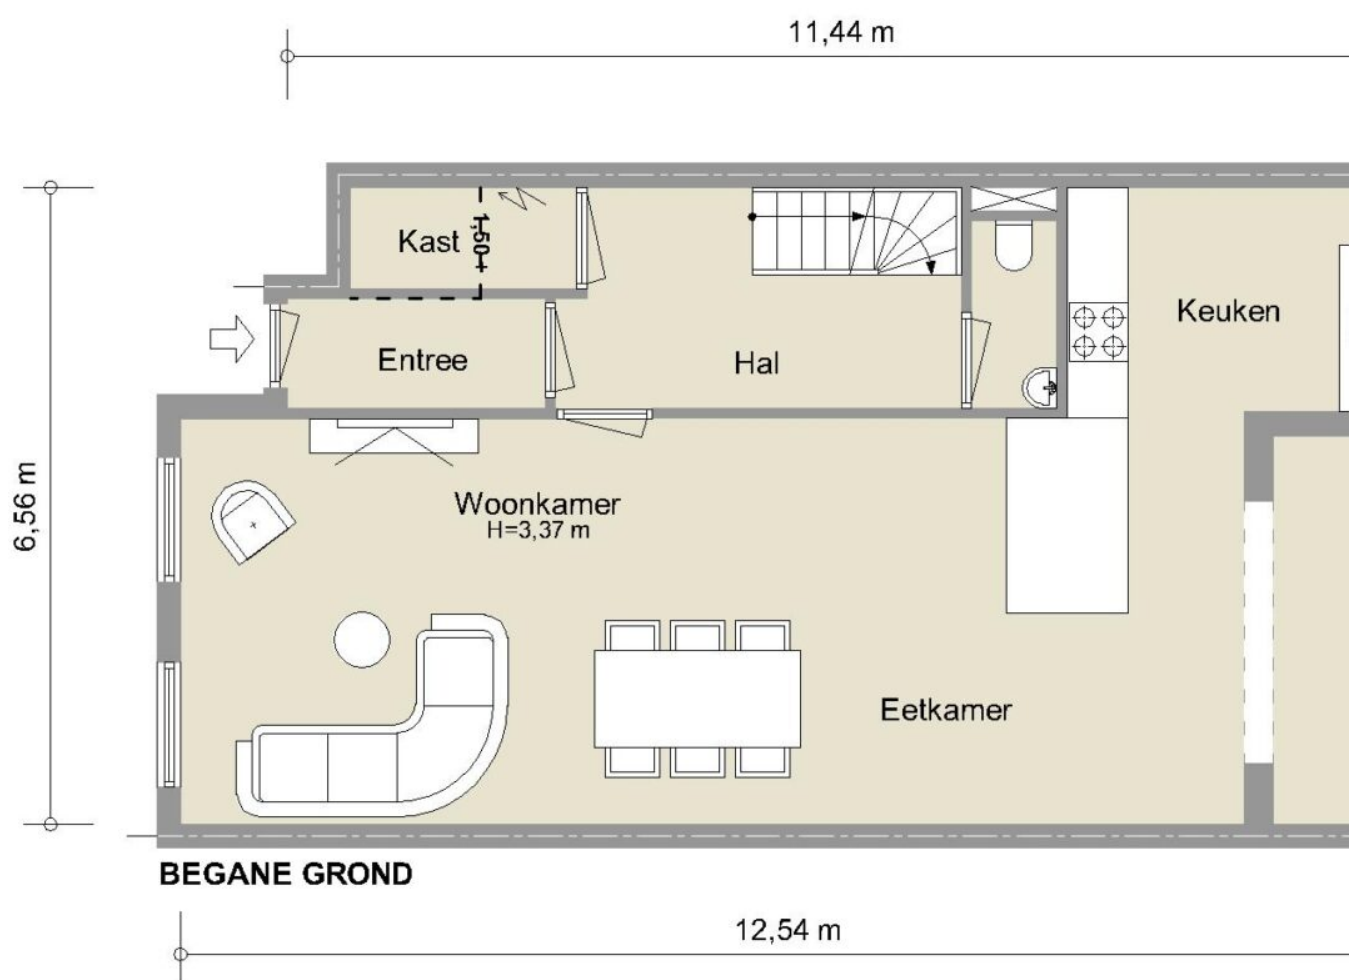 11,44 m
Kast
1,50+
Keuken
Entree
Hal
6,56 m
Woonkamer
H=3,37 m
Eetkamer
BEGANE GROND
12,54 m